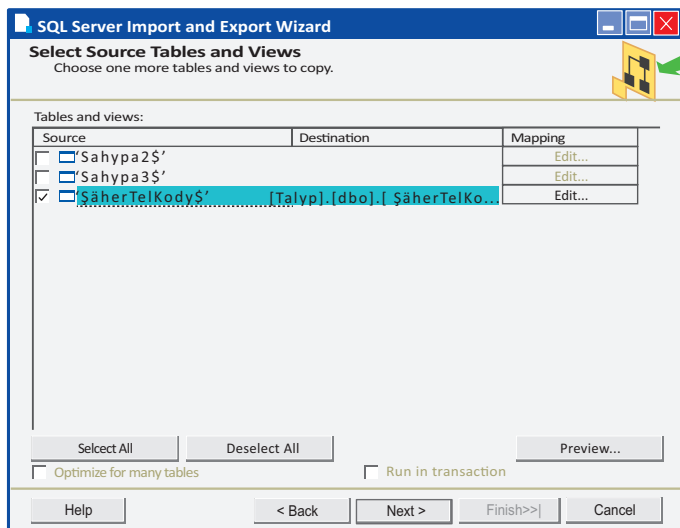 SQL Server Import and Export Wizard
Select Source Tables and Views
Choose one more tables and views to copy.
Tables and views:
Source Destination Mapping
'Sahypa2$' Edit...
'Sahypa3$' Edit...
'ŞäherTelKody$' [Talyp].[dbo].[ ŞäherTelKo... Edit...
Selcect All Deselect All Preview...
Optimize for many tables Run in transaction
Help < Back Next > Finish>>| Cancel